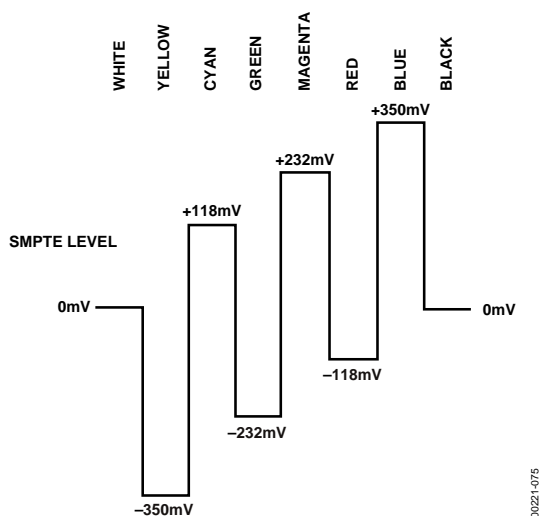 WHITE
YELLOW
CYAN
GREEN
MAGENTA
RED
BLUE
BLACK
+350mV
+232mV
+118mV
SMPTE LEVEL
0mV
0mV
–118mV
–232mV
–350mV
00221-075